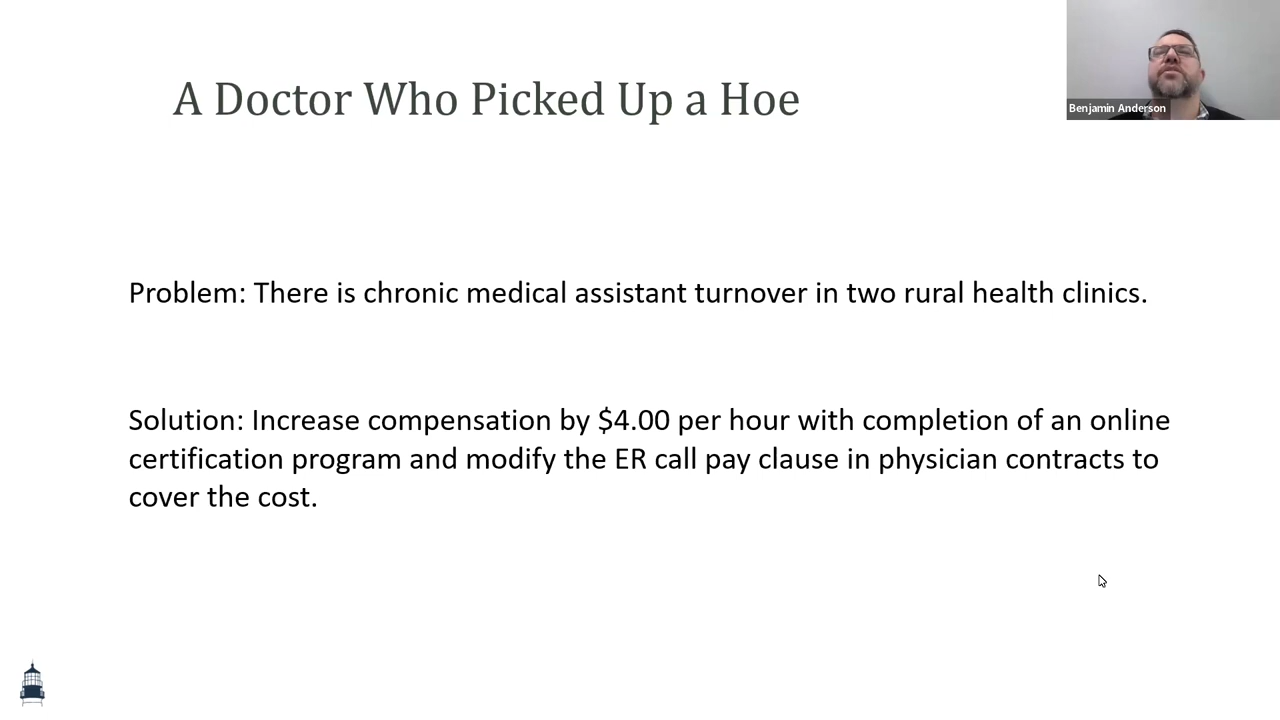 A Doctor Who Picked Up a Hoe
Benjamin Anderson
Problem: There is chronic medical assistant turnover in two rural health clinics.
Solution: Increase compensation by $4.00 per hour with completion of an online
certification program and modify the ER call pay clause in physician contracts to
cover the cost.